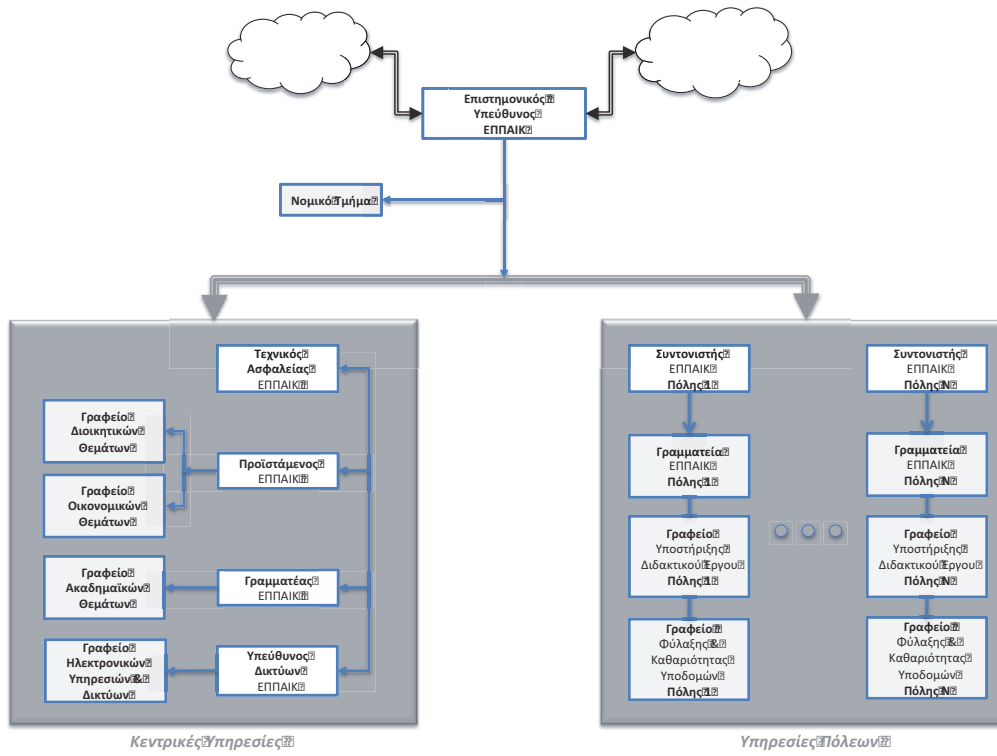 Επιστημονικός
Υπεύθυνος
ΕΠΠΑΙΚ
Νομικό Τμήμα
Τεχνικός
Ασφαλείας
ΕΠΠΑΙΚ
Γραφείο
Διοικητικών
Θεμάτων
Προϊστάμενος
ΕΠΠΑΙΚ
Γραφείο
Οικονομικών
Θεμάτων
Γραφείο
Ακαδημαϊκών
Θεμάτων
Γραμματέας
ΕΠΠΑΙΚ
Γραφείο
Ηλεκτρονικών
Υπηρεσιών &
Δικτύων
Υπεύθυνος
Δικτύων
ΕΠΠΑΙΚ
Κεντρικές Υπηρεσίες
Συντονιστής
ΕΠΠΑΙΚ
Πόλης 1
Γραμματεία
ΕΠΠΑΙΚ
Πόλης 1
Γραφείο
Υποστήριξης
Διδακτικού Έργου
Πόλης 1
Γραφείο
Φύλαξης &
Καθαριότητας
Υποδομών
Πόλης 1
Συντονιστής
ΕΠΠΑΙΚ
Πόλης Ν
Γραμματεία
ΕΠΠΑΙΚ
Πόλης Ν
Γραφείο
Υποστήριξης
Διδακτικού Έργου
Πόλης Ν
Γραφείο
Φύλαξης &
Καθαριότητας
Υποδομών
Πόλης Ν
Υπηρεσίες Πόλεων